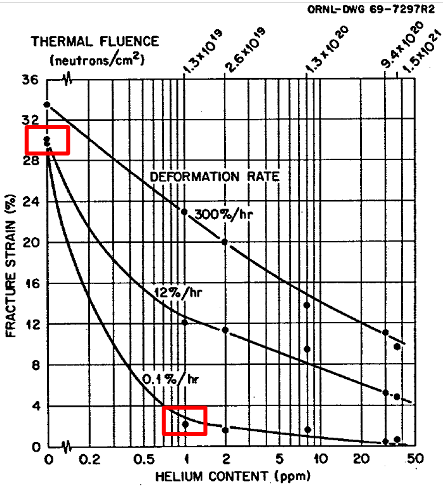 ORNL-DWG 69-7297R2
THERMAL FLUENCE
(neutrons/cm²)
1.3×10¹⁹
2.6×10¹⁹
1.3×10²⁰
9.4×10²⁰
1.5×10²¹
36
32
28
24
20
16
12
8
4
0
FRACTURE STRAIN (%)
DEFORMATION RATE
300%/hr
12%/hr
0.1%/hr
0 0.2 0.5 1 2 5 10 20 50
HELIUM CONTENT (ppm)